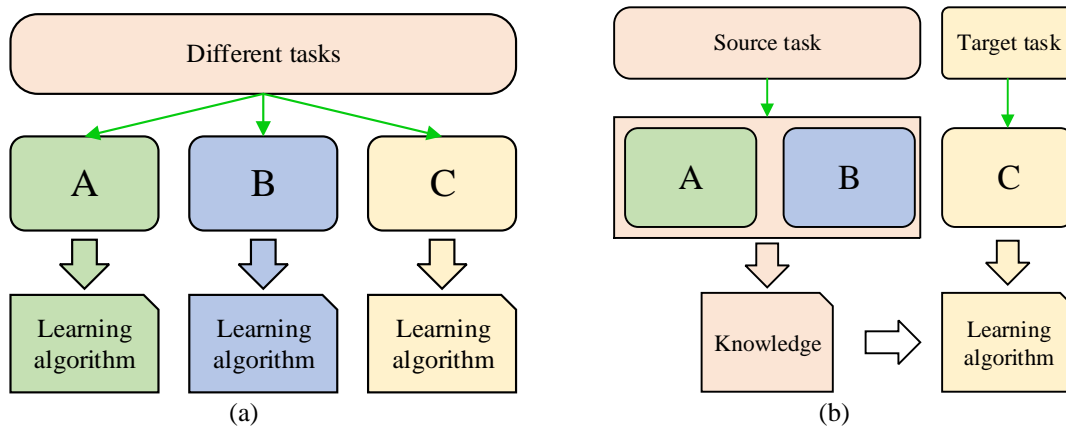 Different tasks
A
B
C
Learning
algorithm
Learning
algorithm
Learning
algorithm
(a)
Source task
Target task
A
B
C
Knowledge
Learning
algorithm
(b)